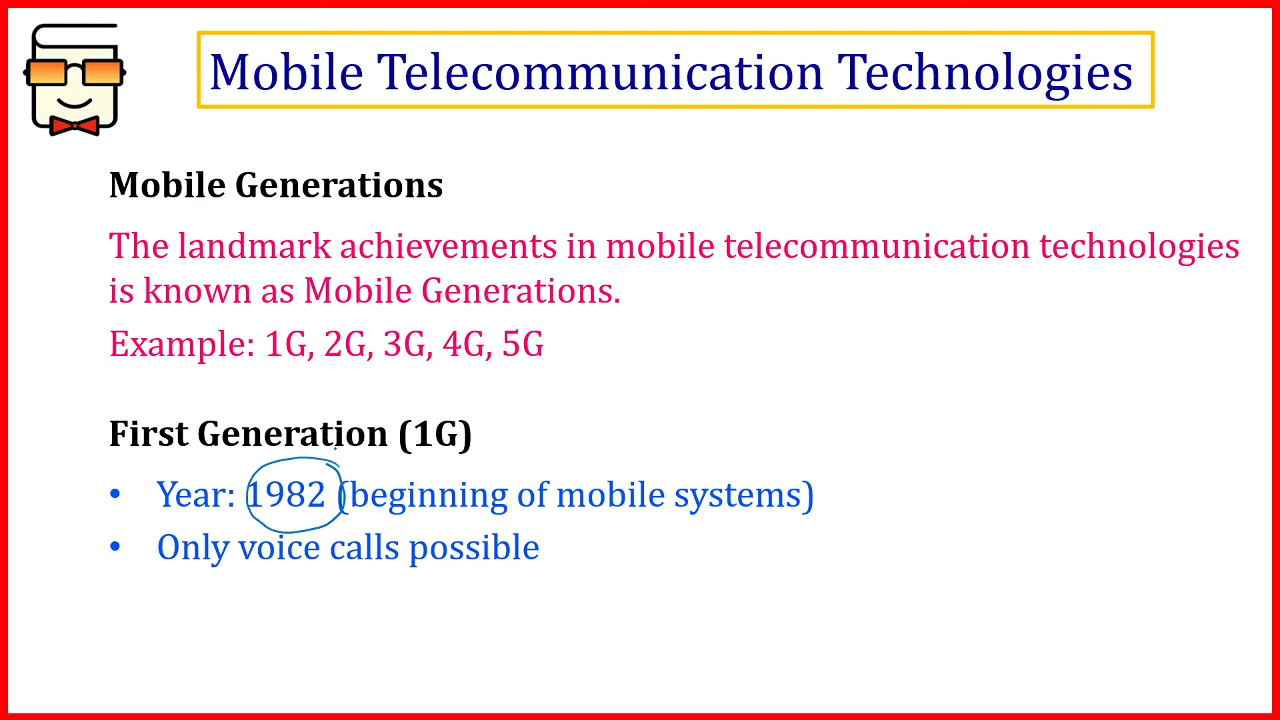 Mobile Telecommunication Technologies
Mobile Generations
The landmark achievements in mobile telecommunication technologies
is known as Mobile Generations.
Example: 1G, 2G, 3G, 4G, 5G
First Generation (1G)
• Year: 1982 (beginning of mobile systems)
• Only voice calls possible